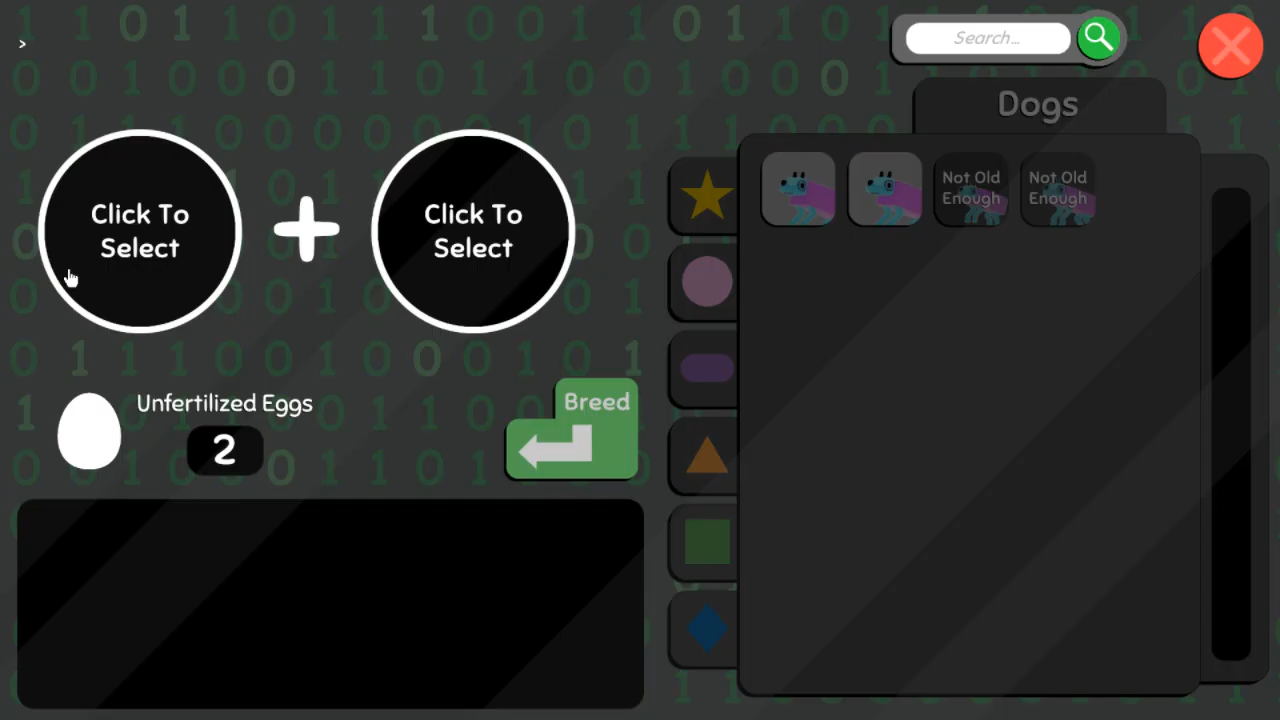 >
Search...
Dogs
Click To
Select
Click To
Select
Not Old
Enough
Not Old
Enough
Unfertilized Eggs
2
Breed